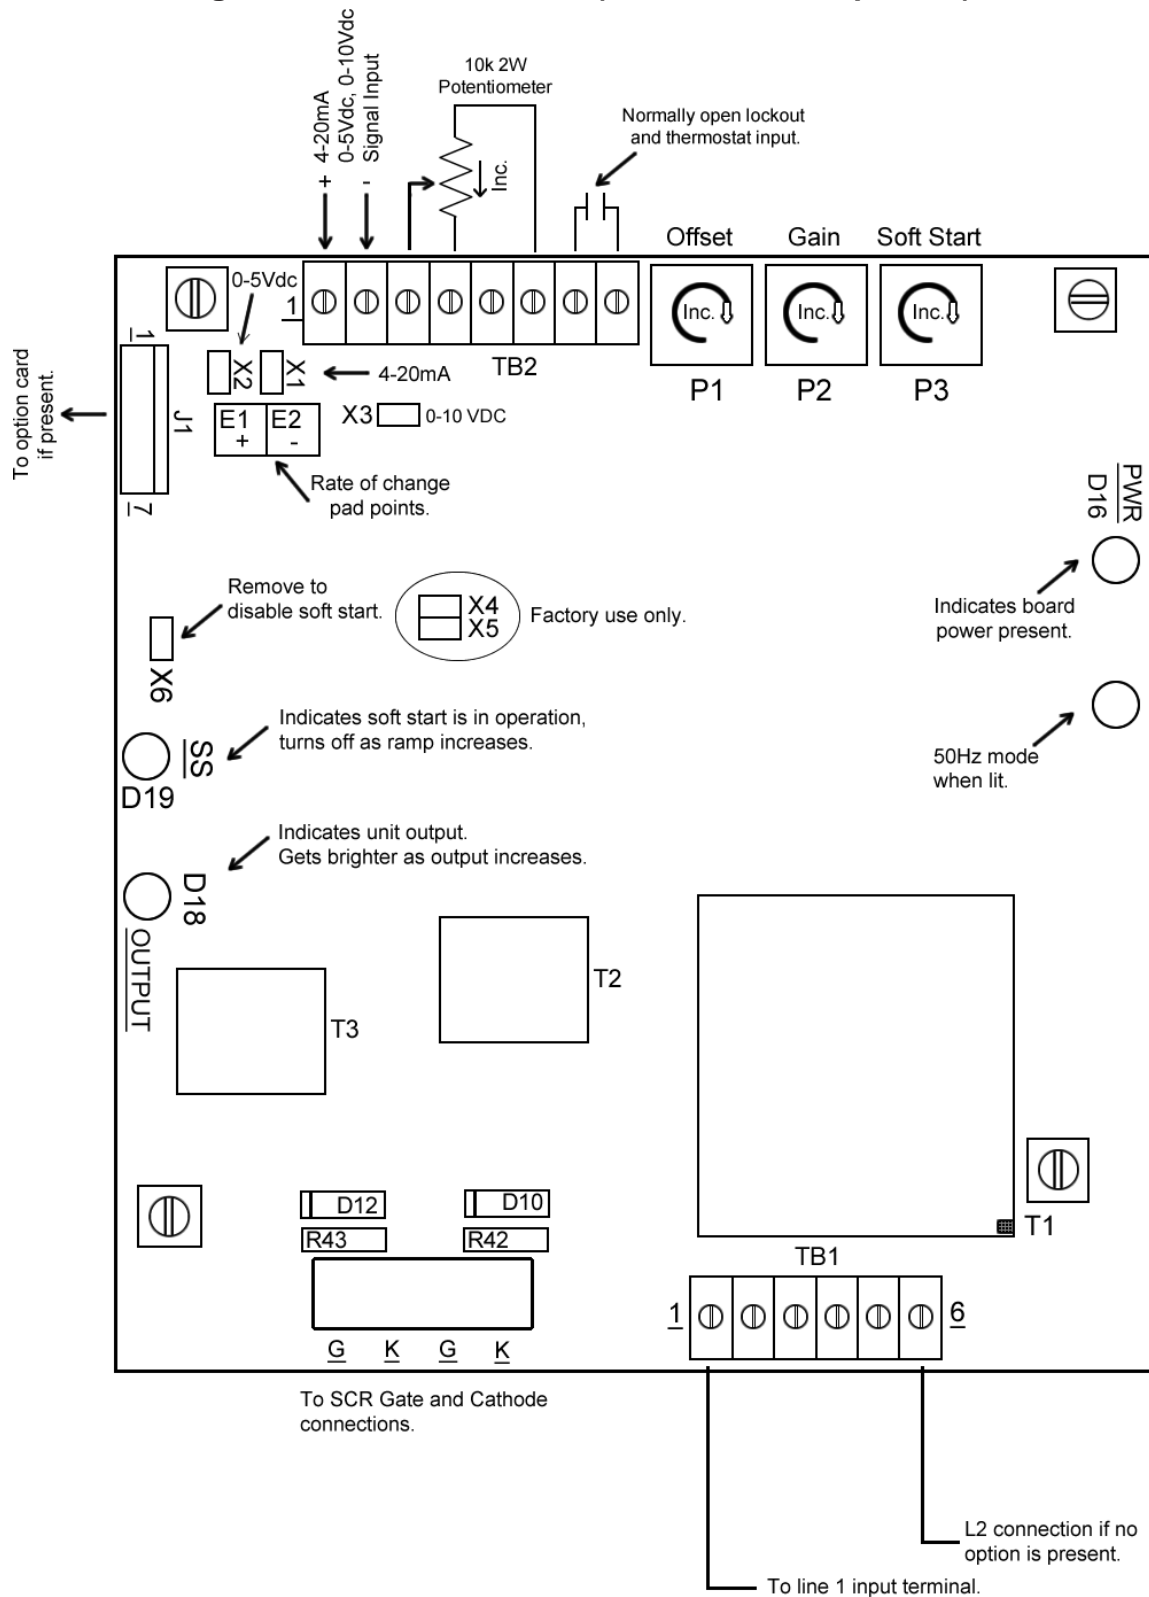 + 4-20mA
0-5Vdc, 0-10Vdc
- Signal Input
10k 2W
Potentiometer
Inc.
Normally open lockout
and thermostat input.
Offset
Gain
Soft Start
0-5Vdc
1
TB2
Inc.
Inc.
Inc.
P1
P2
P3
1
J1
7
To option card
if present.
X2
X1
4-20mA
E1
+
E2
-
X3
0-10 VDC
Rate of change
pad points.
PWR
D16
Indicates board
power present.
Remove to
disable soft start.
X6
X4
X5
Factory use only.
50Hz mode
when lit.
Indicates soft start is in operation,
turns off as ramp increases.
SS
D19
Indicates unit output.
Gets brighter as output increases.
D18
OUTPUT
T2
T3
T1
D12
D10
R43
R42
G
K
G
K
To SCR Gate and Cathode
connections.
TB1
1
6
L2 connection if no
option is present.
To line 1 input terminal.